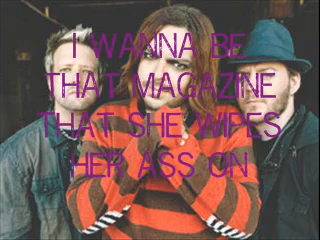 I WANNA BE
THAT MAGAZINE
THAT SHE WIPES
HER ASS ON